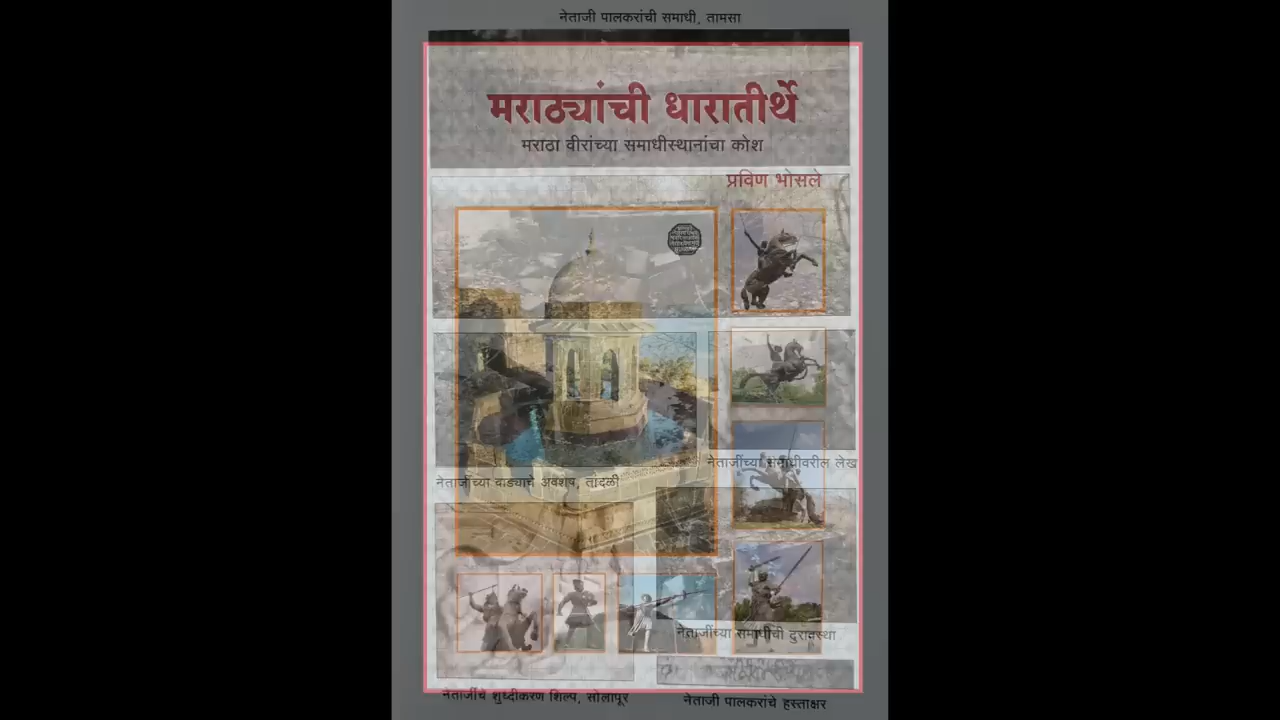 नेताजी पालकरांची समाधी, तामसा
मराठ्यांची धारातीर्थे
मराठा वीरांच्या समाधीस्थानांचा कोश
प्रविण भोसले
नेताजींच्या समाधीवरील लेख
नेताजींच्या वाड्याचे अवशेष, तांदळी
नेताजींच्या समाधीची दुरावस्था
नेताजींचे शुध्दीकरण शिल्प, सोलापूर
नेताजी पालकरांचे हस्ताक्षर